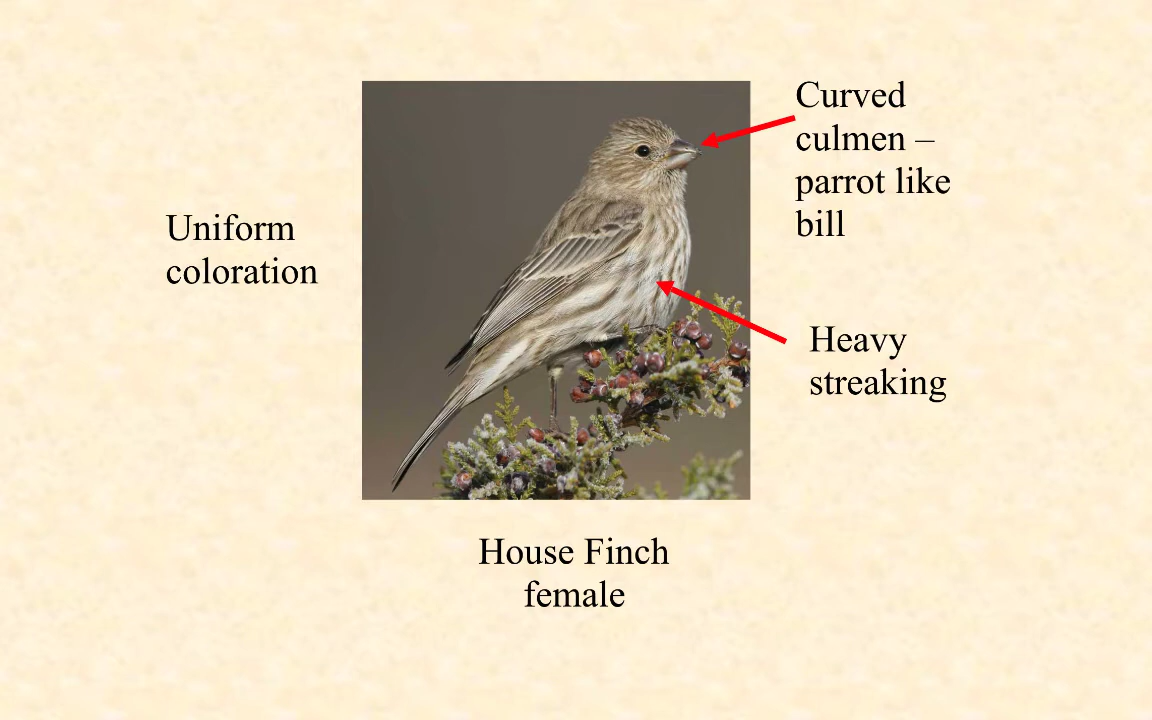 Curved
culmen –
parrot like
bill
Uniform
coloration
Heavy
streaking
House Finch
female